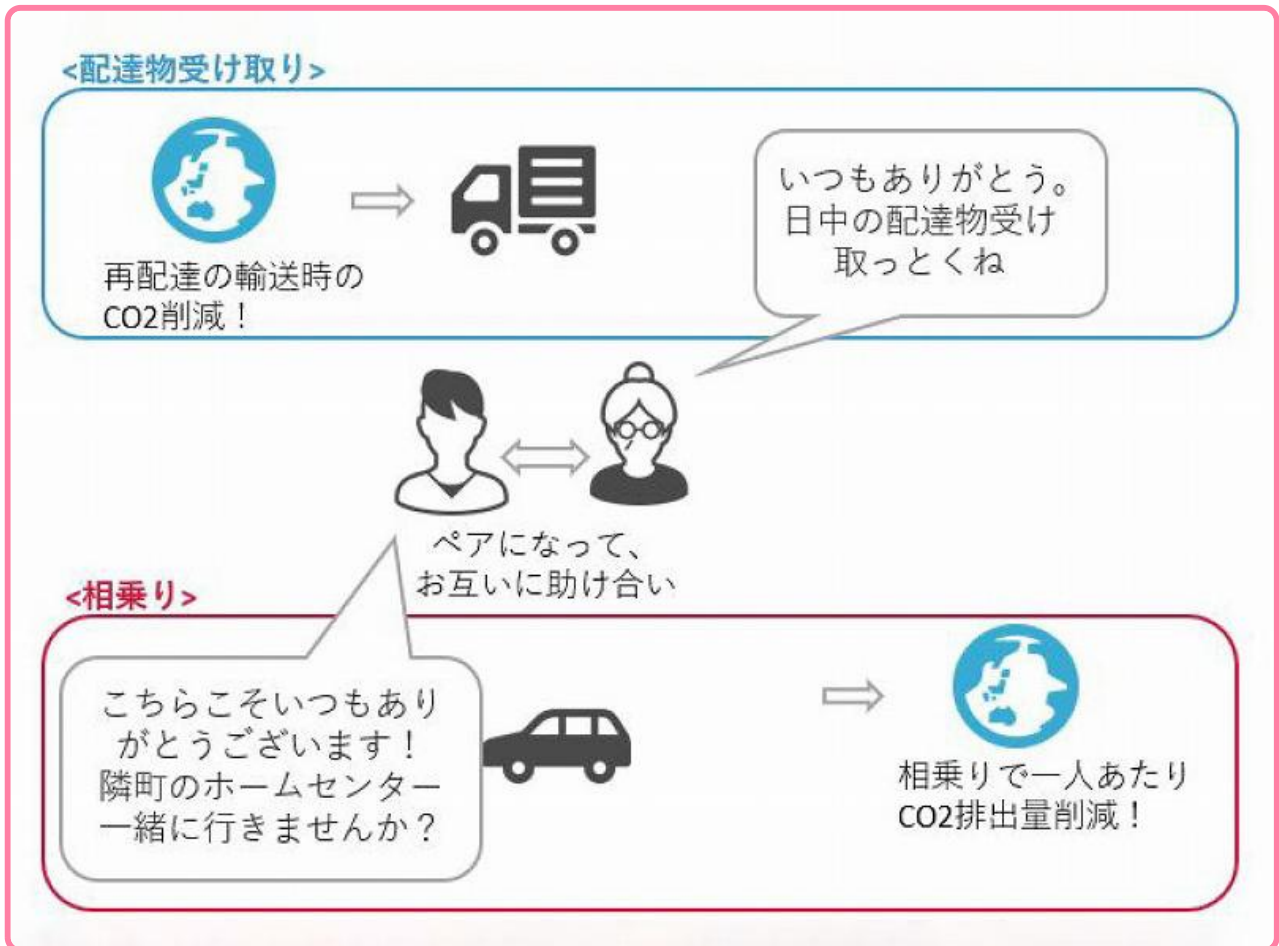 <配達物受け取り>
再配達の輸送時の
CO2削減！
いつもありがとう。
日中の配達物受け
取っとくね
ペアになって、
お互いに助け合い
<相乗り>
こちらこそいつもあり
がとうございます！
隣町のホームセンター
一緒に行きませんか？
相乗りで一人あたり
CO2排出量削減！